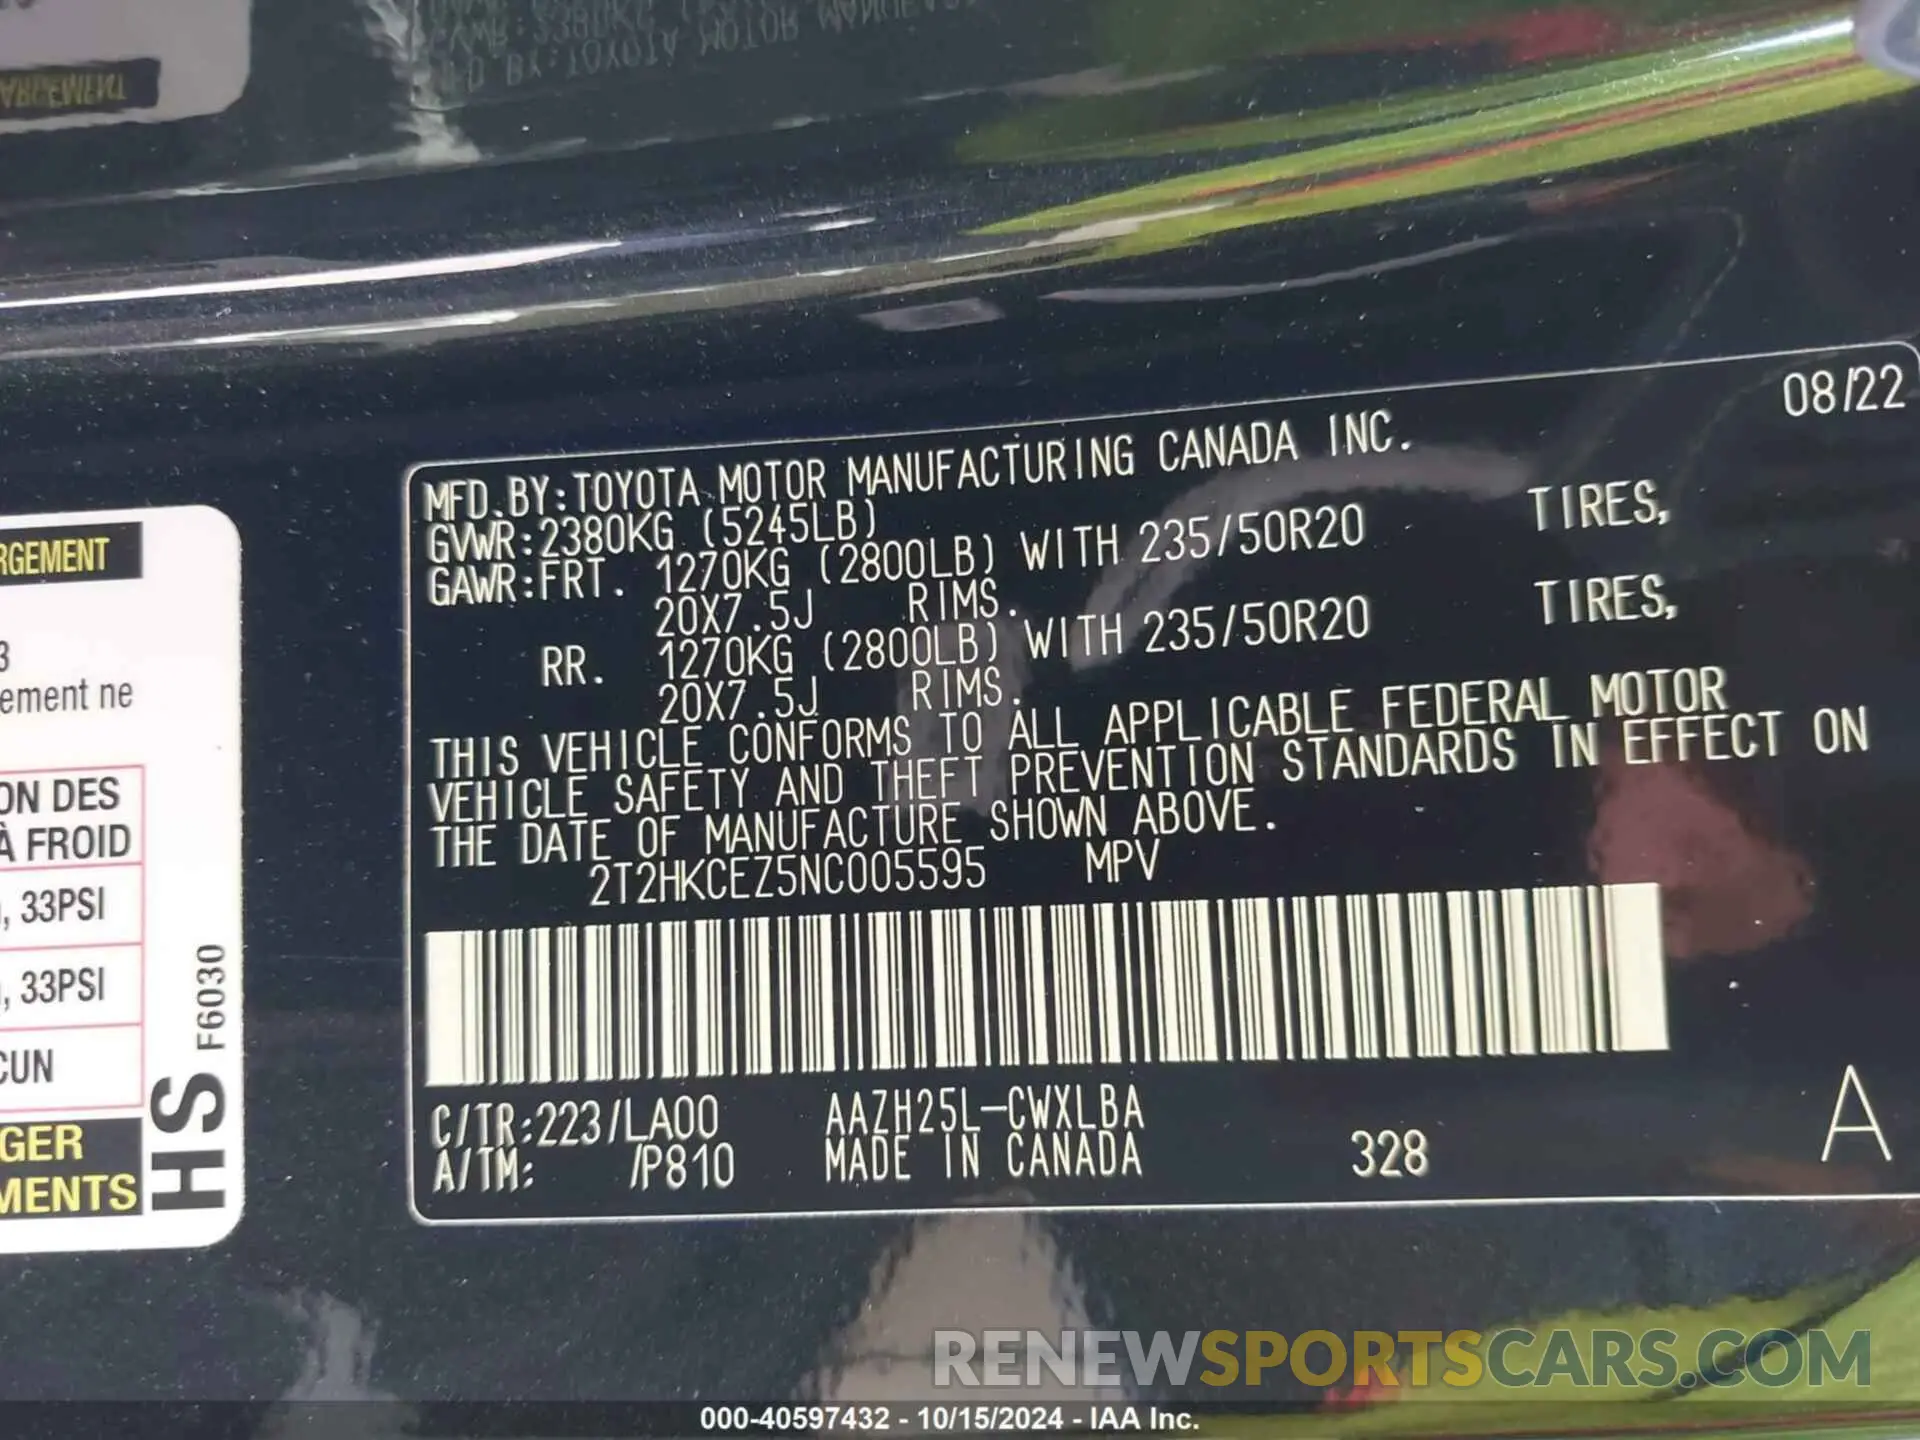 08/22
MFD.BY:TOYOTA MOTOR MANUFACTURING CANADA INC.
GVWR:2380KG (5245LB)
GAWR:FRT. 1270KG (2800LB) WITH 235/50R20 TIRES,
20X7.5J RIMS.
RR. 1270KG (2800LB) WITH 235/50R20 TIRES,
20X7.5J RIMS.
THIS VEHICLE CONFORMS TO ALL APPLICABLE FEDERAL MOTOR
VEHICLE SAFETY AND THEFT PREVENTION STANDARDS IN EFFECT ON
THE DATE OF MANUFACTURE SHOWN ABOVE.
2T2HKCEZ5NC005595 MPV
C/TR:223/LA00 AAZH25L-CWXLBA
A/TM: /P810 MADE IN CANADA 328 A
RGEMENT
3
ement ne
ON DES
À FROID
, 33PSI
, 33PSI
CUN
GER
MENTS
HS F6030
RENEWSPORTSCARS.COM
000-40597432 - 10/15/2024 - IAA Inc.